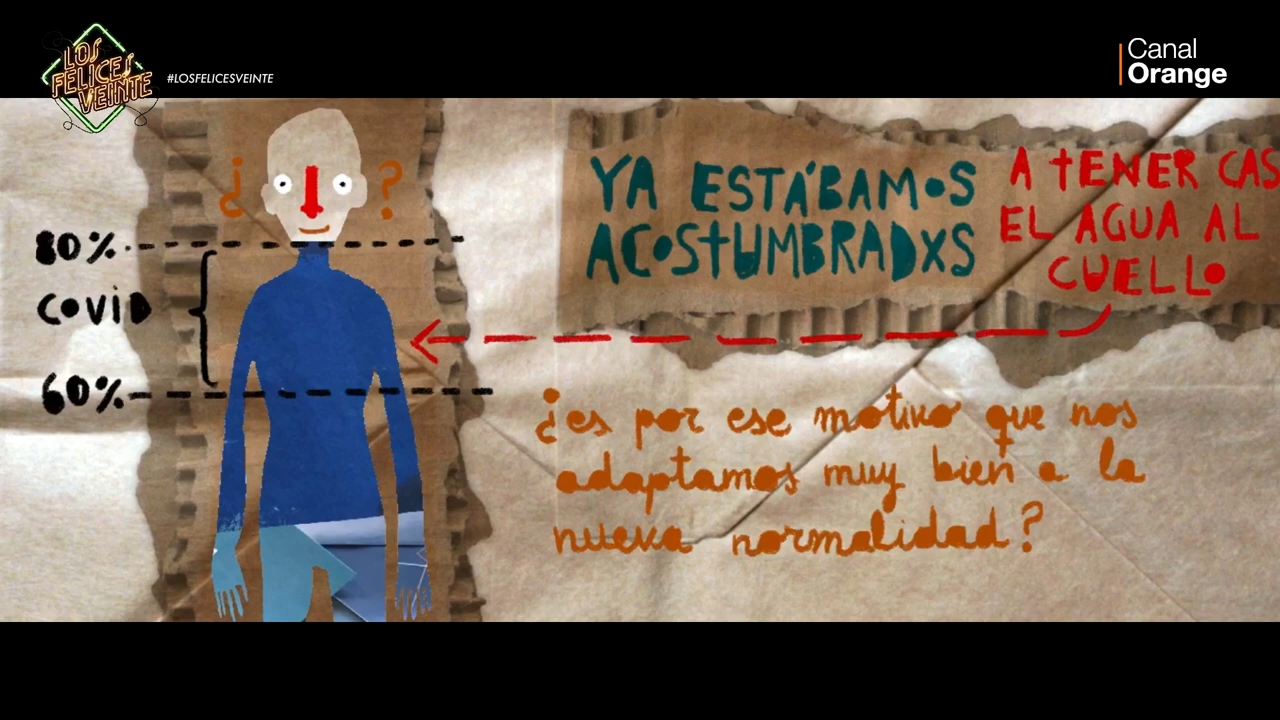 LOS
FELICES
VEINTE
#LOSFELICESVEINTE
Canal
Orange
¿ ?
80%
COVID
60%
YA ESTÁBAMOS
ACOSTUMBRADXS
A TENER CAS
EL AGUA AL
CUELLO
¿es por ese motivo que nos
adaptamos muy bien a la
nueva normalidad?